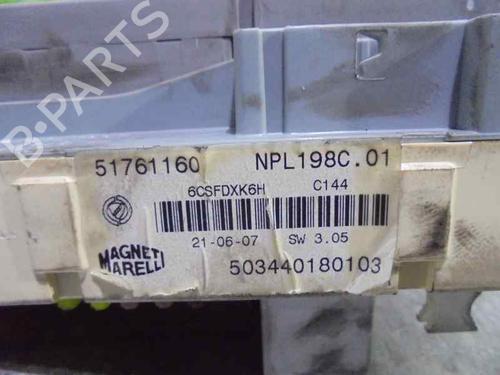 B-PARTS
51761160 NPL198C.01
6CSFDXK6H C144
21-06-07 SW 3.05
MAGNETI
MARELLI
503440180103